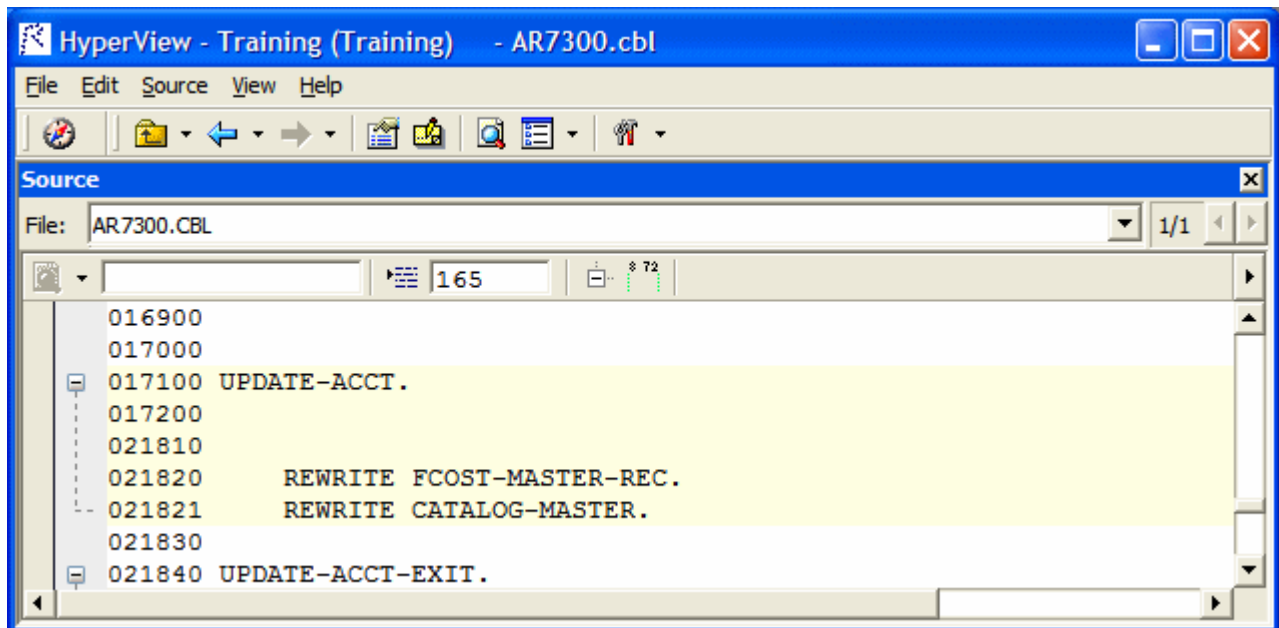 HyperView - Training (Training) - AR7300.cbl
File Edit Source View Help
Source
File: AR7300.CBL 1/1
165 8 72
016900
017000
017100 UPDATE-ACCT.
017200
021810
021820 REWRITE FCOST-MASTER-REC.
021821 REWRITE CATALOG-MASTER.
021830
021840 UPDATE-ACCT-EXIT.